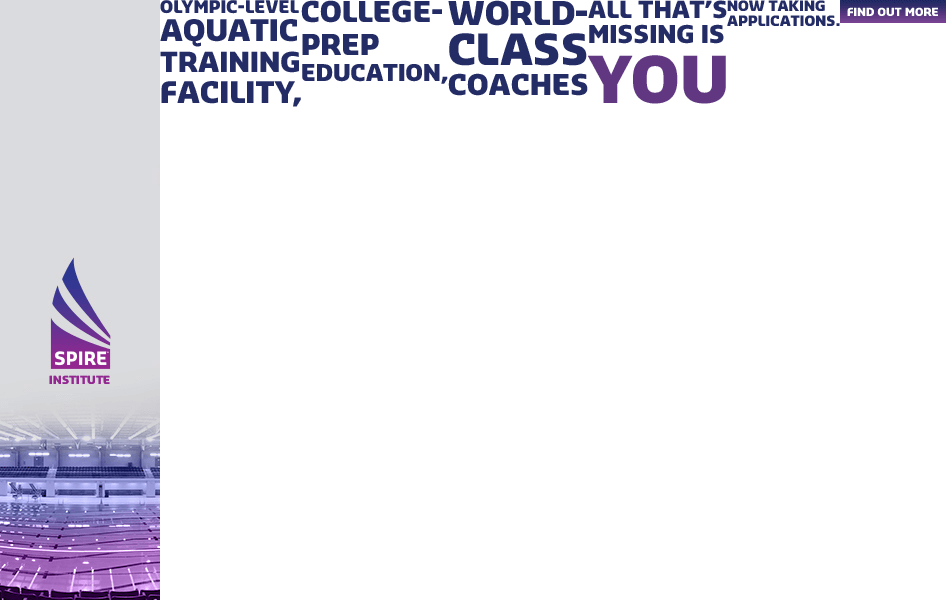 OLYMPIC-LEVEL
AQUATIC
TRAINING
FACILITY,
COLLEGE-
PREP
EDUCATION,
WORLD-
CLASS
COACHES
ALL THAT’S
MISSING IS
YOU
NOW TAKING
APPLICATIONS.
FIND OUT MORE
SPIRE
INSTITUTE